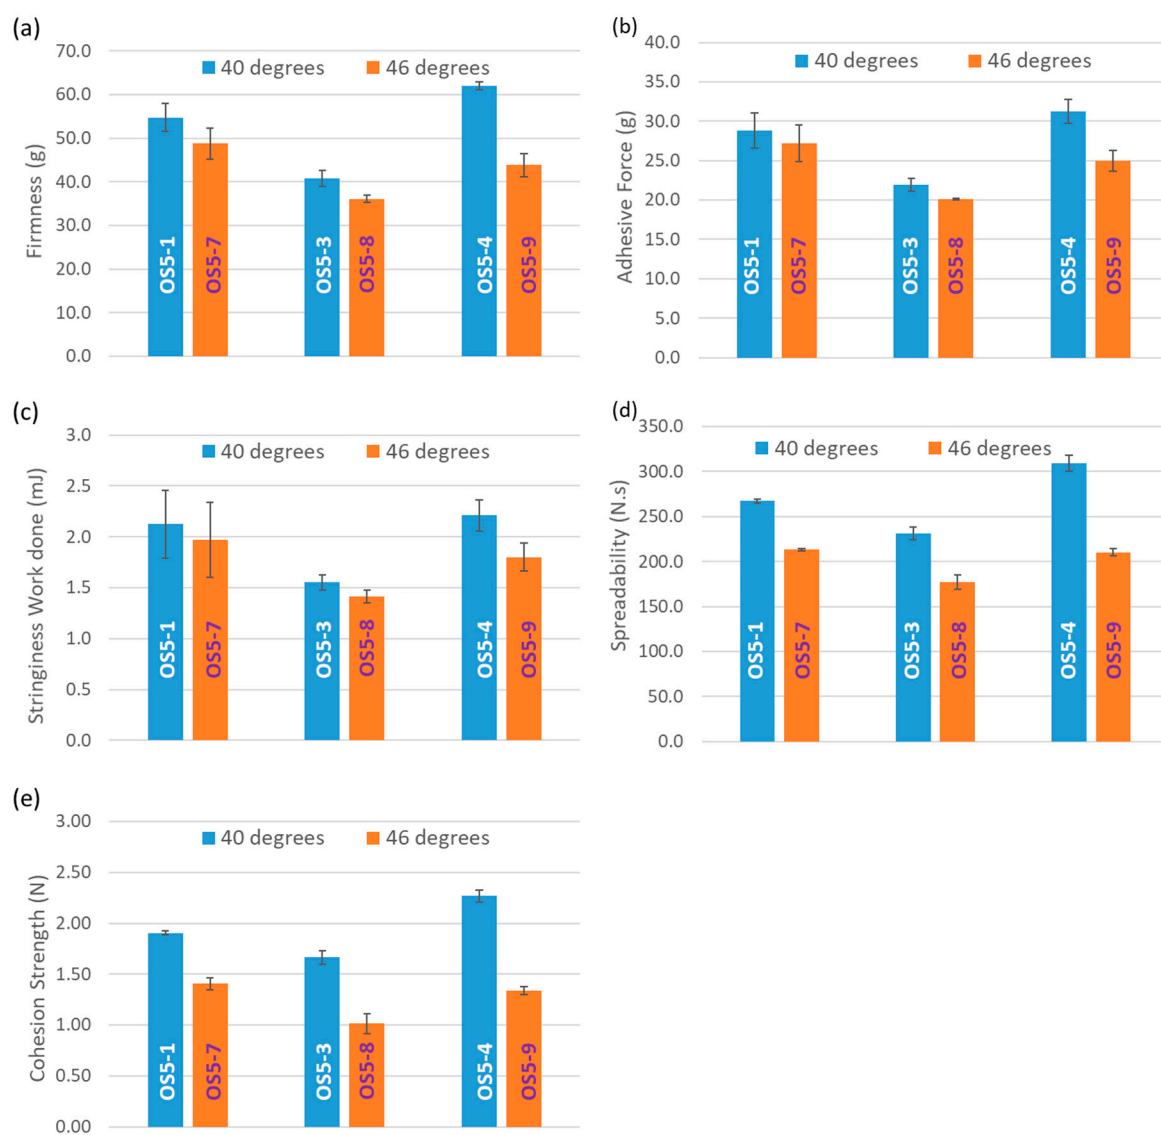 (a)
70.0
40 degrees 46 degrees
60.0
50.0
40.0
30.0
20.0
10.0
0.0
Firmness (g)
OS5-1
OS5-7
OS5-3
OS5-8
OS5-4
OS5-9
(b)
40.0
40 degrees 46 degrees
35.0
30.0
25.0
20.0
15.0
10.0
5.0
0.0
Adhesive Force (g)
OS5-1
OS5-7
OS5-3
OS5-8
OS5-4
OS5-9
(c)
3.0
40 degrees 46 degrees
2.5
2.0
1.5
1.0
0.5
0.0
Stringiness Work done (mJ)
OS5-1
OS5-7
OS5-3
OS5-8
OS5-4
OS5-9
(d)
350.0
40 degrees 46 degrees
300.0
250.0
200.0
150.0
100.0
50.0
0.0
Spreadability (N.s)
OS5-1
OS5-7
OS5-3
OS5-8
OS5-4
OS5-9
(e)
3.00
40 degrees 46 degrees
2.50
2.00
1.50
1.00
0.50
0.00
Cohesion Strength (N)
OS5-1
OS5-7
OS5-3
OS5-8
OS5-4
OS5-9